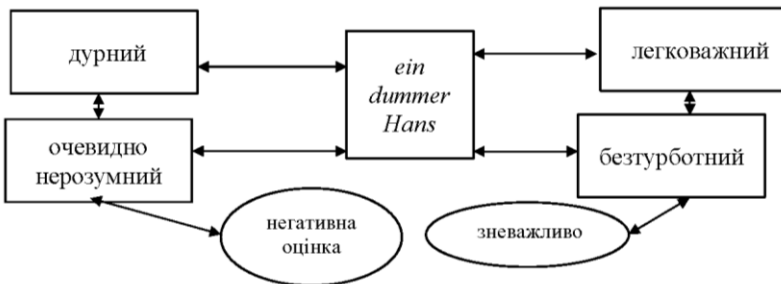 дурний
ein
dummer
Hans
легковажний
очевидно
нерозумний
безтурботний
негативна
оцінка
зневажливо